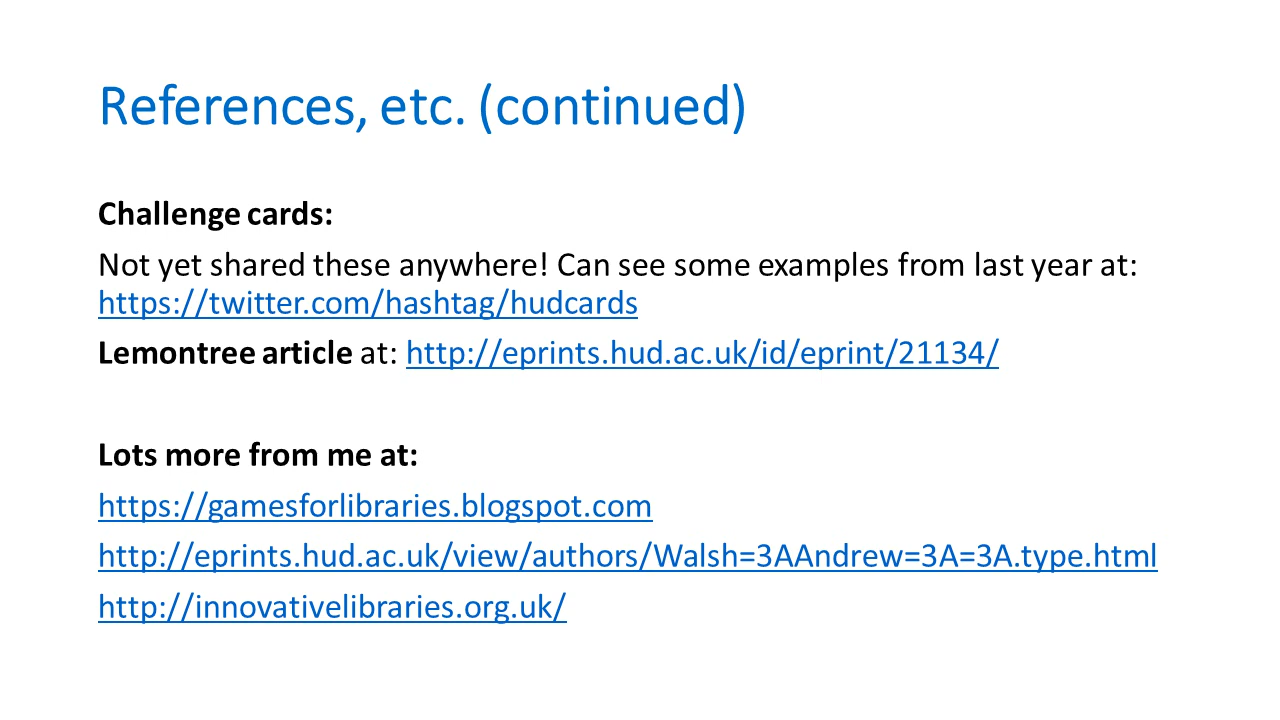 References, etc. (continued)
Challenge cards:
Not yet shared these anywhere! Can see some examples from last year at:
https://twitter.com/hashtag/hudcards
Lemontree article at: http://eprints.hud.ac.uk/id/eprint/21134/
Lots more from me at:
https://gamesforlibraries.blogspot.com
http://eprints.hud.ac.uk/view/authors/Walsh=3AAndrew=3A=3A.type.html
http://innovativelibraries.org.uk/